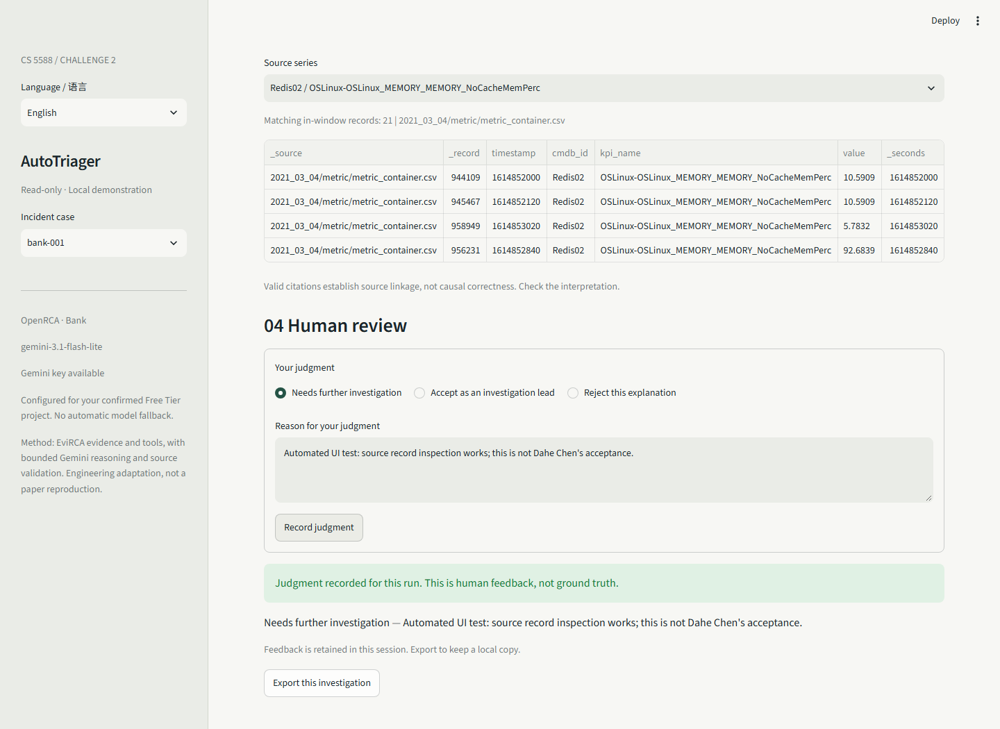 Deploy
CS 5588 / CHALLENGE 2
Language / 语言
English
AutoTriager
Read-only · Local demonstration
Incident case
bank-001
OpenRCA · Bank
gemini-3.1-flash-lite
Gemini key available
Configured for your confirmed Free Tier
project. No automatic model fallback.
Method: EviRCA evidence and tools, with
bounded Gemini reasoning and source
validation. Engineering adaptation, not a
paper reproduction.
Source series
Redis02 / OSLinux-OSLinux_MEMORY_MEMORY_NoCacheMemPerc
Matching in-window records: 21 | 2021_03_04/metric/metric_container.csv
_source _record timestamp cmdb_id kpi_name value _seconds
2021_03_04/metric/metric_container.csv 944109 1614852000 Redis02 OSLinux-OSLinux_MEMORY_MEMORY_NoCacheMemPerc 10.5909 1614852000
2021_03_04/metric/metric_container.csv 945467 1614852120 Redis02 OSLinux-OSLinux_MEMORY_MEMORY_NoCacheMemPerc 10.5909 1614852120
2021_03_04/metric/metric_container.csv 958949 1614853020 Redis02 OSLinux-OSLinux_MEMORY_MEMORY_NoCacheMemPerc 5.7832 1614853020
2021_03_04/metric/metric_container.csv 956231 1614852840 Redis02 OSLinux-OSLinux_MEMORY_MEMORY_NoCacheMemPerc 92.6839 1614852840
Valid citations establish source linkage, not causal correctness. Check the interpretation.
04 Human review
Your judgment
Needs further investigation Accept as an investigation lead Reject this explanation
Reason for your judgment
Automated UI test: source record inspection works; this is not Dahe Chen's acceptance.
Record judgment
Judgment recorded for this run. This is human feedback, not ground truth.
Needs further investigation — Automated UI test: source record inspection works; this is not Dahe Chen's acceptance.
Feedback is retained in this session. Export to keep a local copy.
Export this investigation